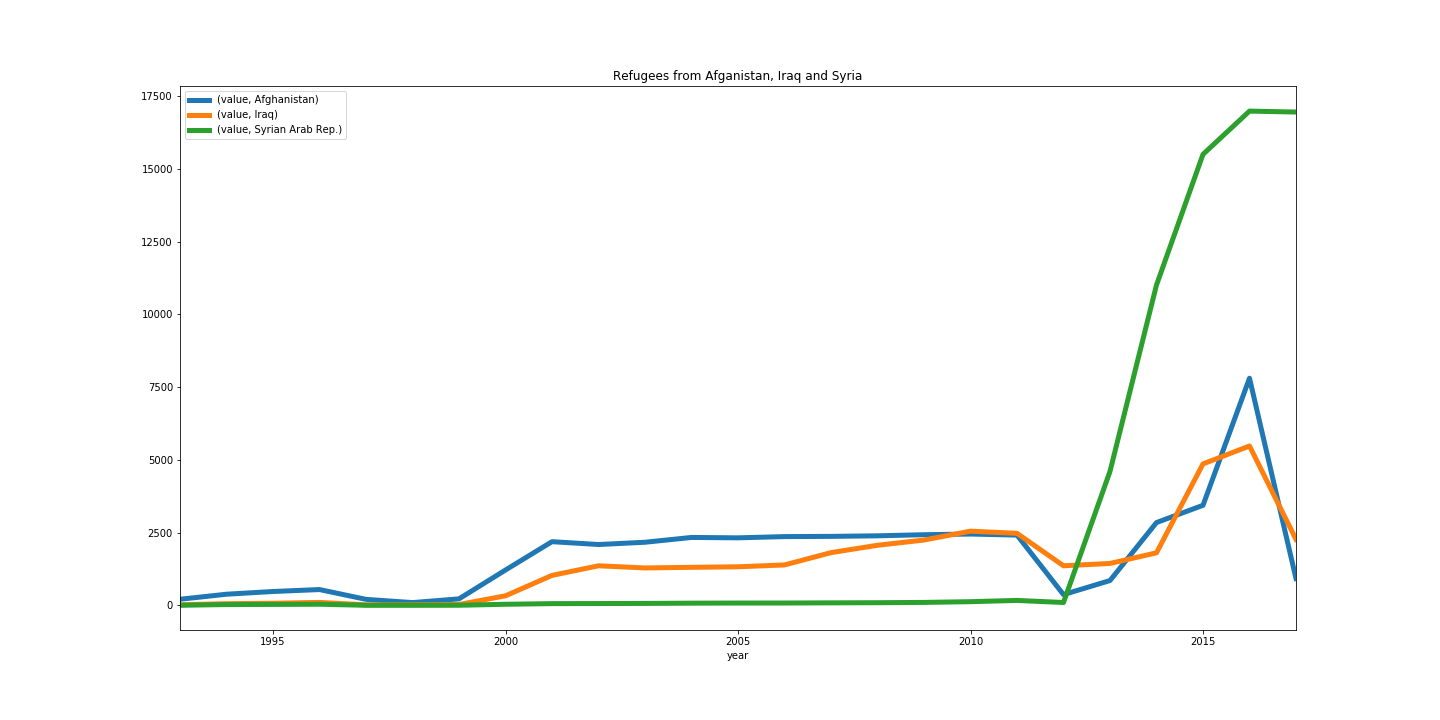 Refugees from Afganistan, Iraq and Syria
17500
15000
12500
10000
7500
5000
2500
0
(value, Afghanistan)
(value, Iraq)
(value, Syrian Arab Rep.)
1995 2000 2005 2010 2015
year